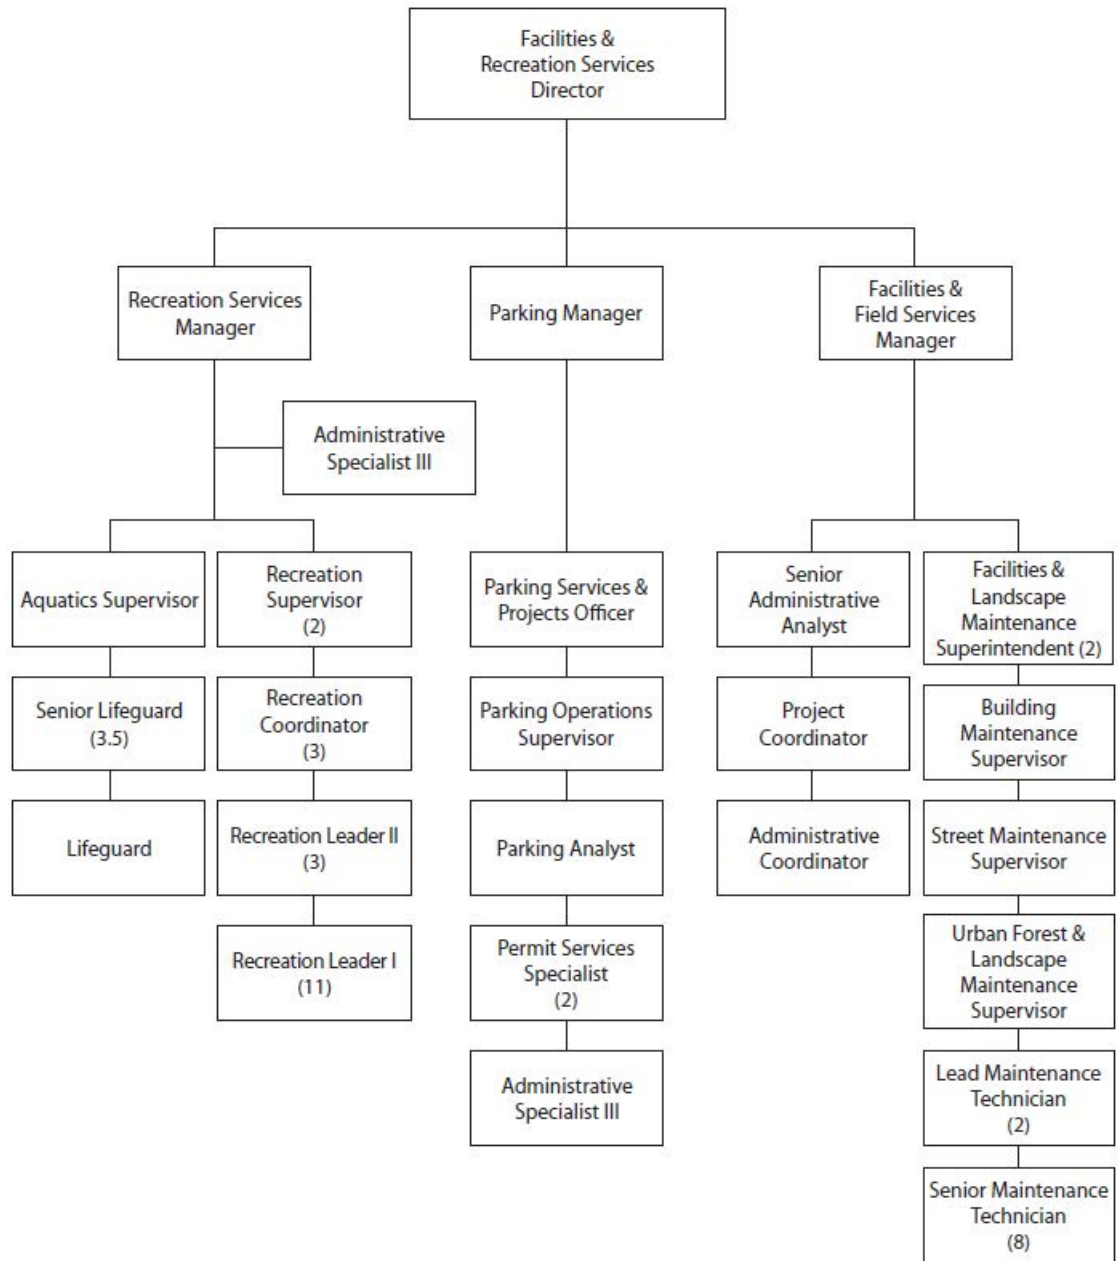 Facilities &
Recreation Services
Director
Recreation Services
Manager
Parking Manager
Facilities &
Field Services
Manager
Administrative
Specialist III
Aquatics Supervisor
Recreation
Supervisor
(2)
Parking Services &
Projects Officer
Senior
Administrative
Analyst
Facilities &
Landscape
Maintenance
Superintendent (2)
Senior Lifeguard
(3.5)
Recreation
Coordinator
(3)
Parking Operations
Supervisor
Project
Coordinator
Building
Maintenance
Supervisor
Lifeguard
Recreation Leader II
(3)
Parking Analyst
Administrative
Coordinator
Street Maintenance
Supervisor
Recreation Leader I
(11)
Permit Services
Specialist
(2)
Urban Forest &
Landscape
Maintenance
Supervisor
Administrative
Specialist III
Lead Maintenance
Technician
(2)
Senior Maintenance
Technician
(8)